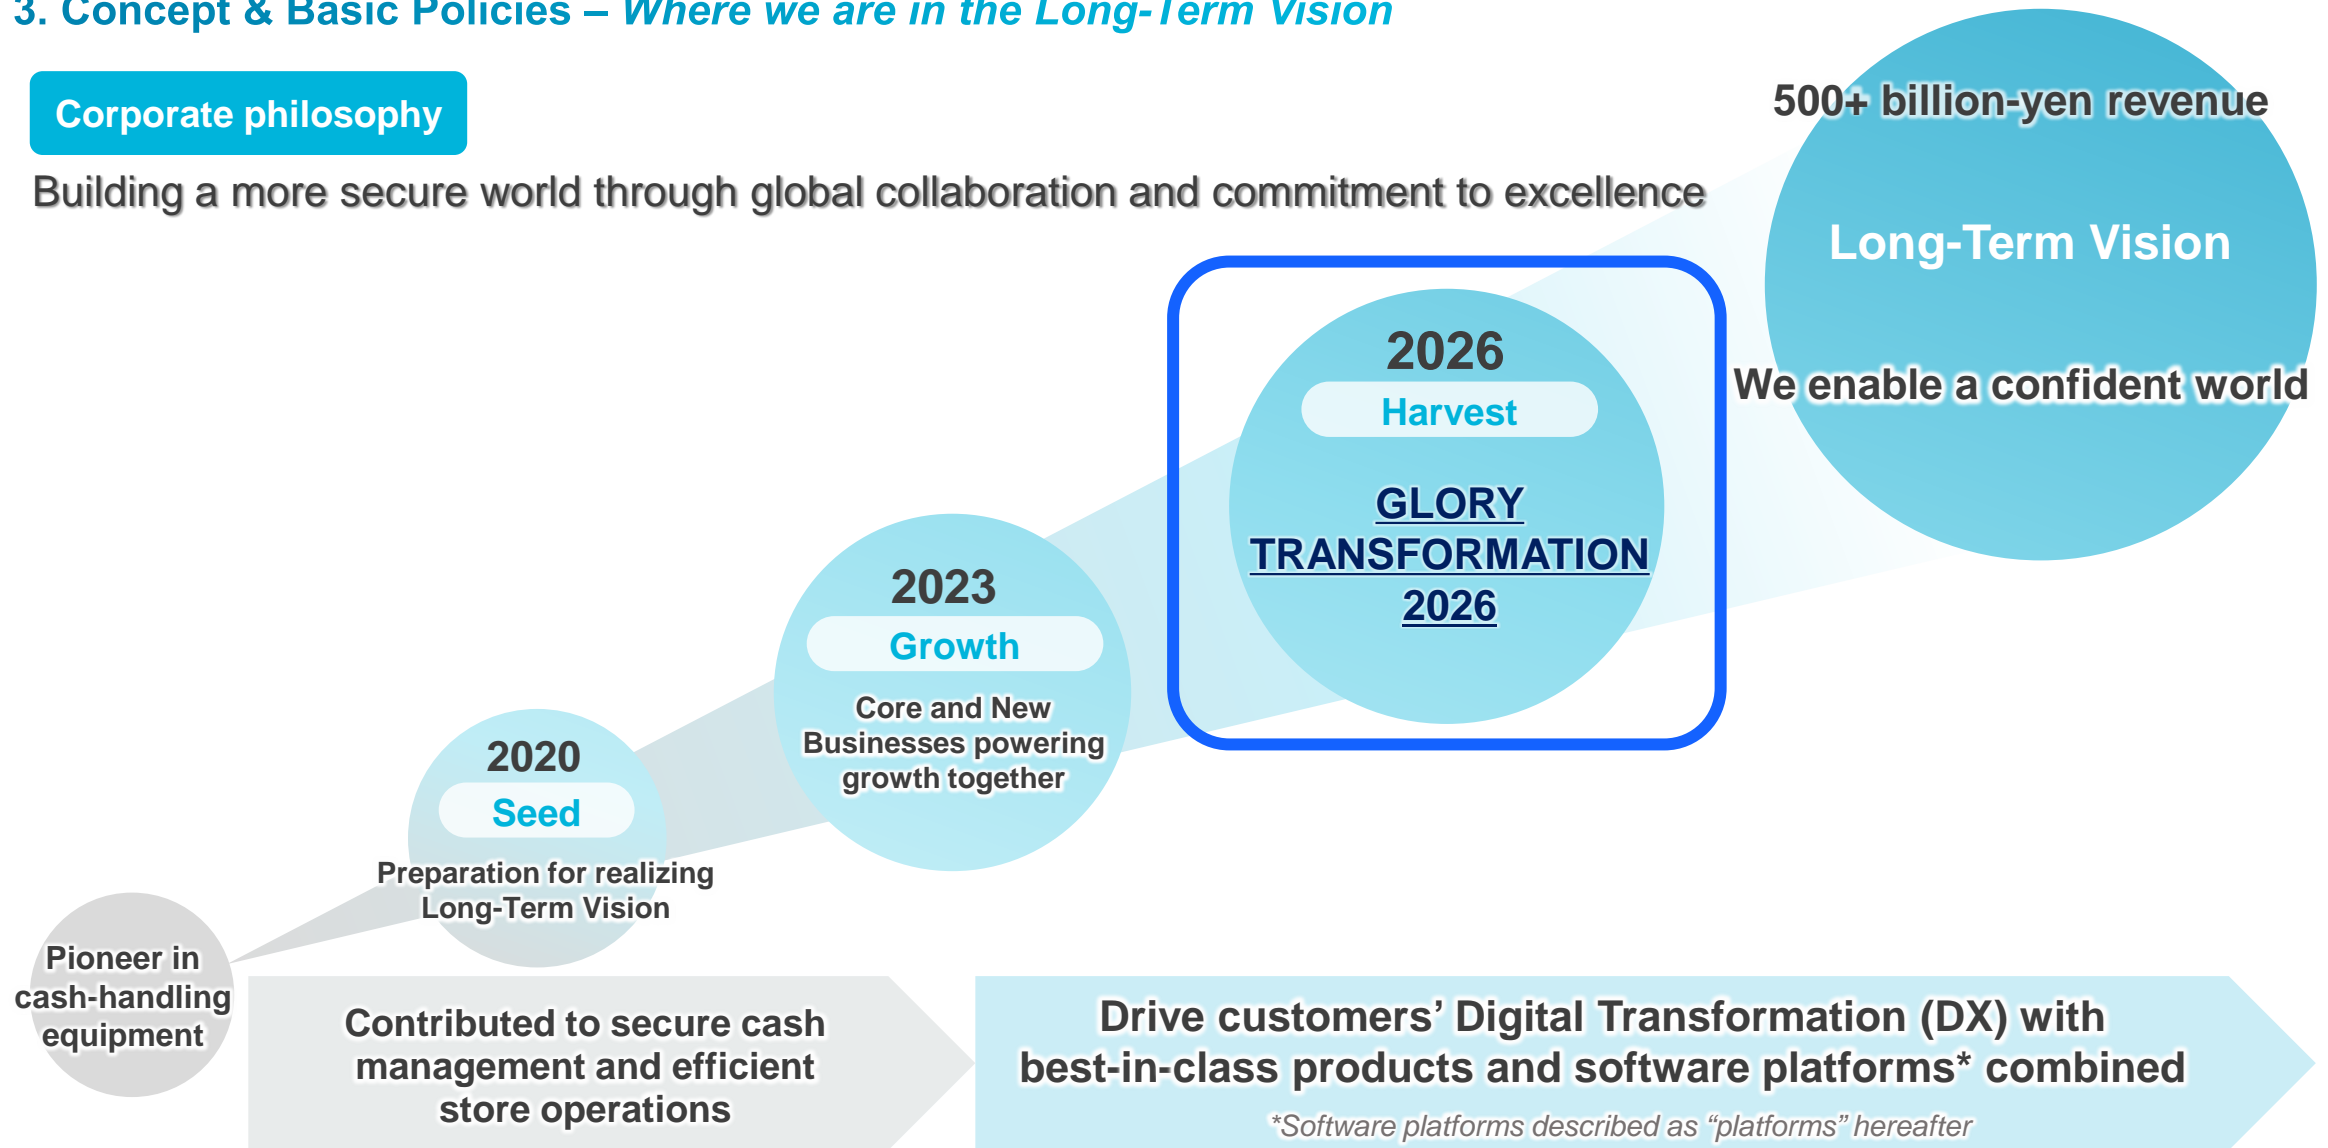 3. Concept & Basic Policies – Where we are in the Long-Term Vision
Corporate philosophy
Building a more secure world through global collaboration and commitment to excellence
500+ billion-yen revenue
Long-Term Vision
We enable a confident world
2026
Harvest
GLORY
TRANSFORMATION
2026
2023
Growth
Core and New
Businesses powering
growth together
2020
Seed
Preparation for realizing
Long-Term Vision
Pioneer in
cash-handling
equipment
Contributed to secure cash
management and efficient
store operations
Drive customers’ Digital Transformation (DX) with
best-in-class products and software platforms* combined
*Software platforms described as “platforms” hereafter